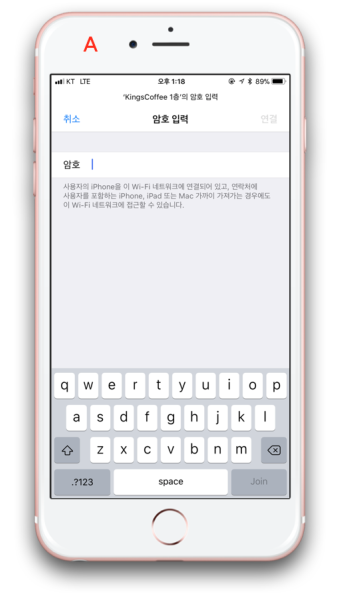 A
KT LTE 오후 1:18 89%
'KingsCoffee 1층'의 암호 입력
취소 암호 입력 연결
암호
사용자의 iPhone을 이 Wi-Fi 네트워크에 연결되어 있고, 연락처에
사용자를 포함하는 iPhone, iPad 또는 Mac 가까이 가져가는 경우에도
이 Wi-Fi 네트워크에 접근할 수 있습니다.
q w e r t y u i o p
a s d f g h j k l
z x c v b n m
.?123 space Join